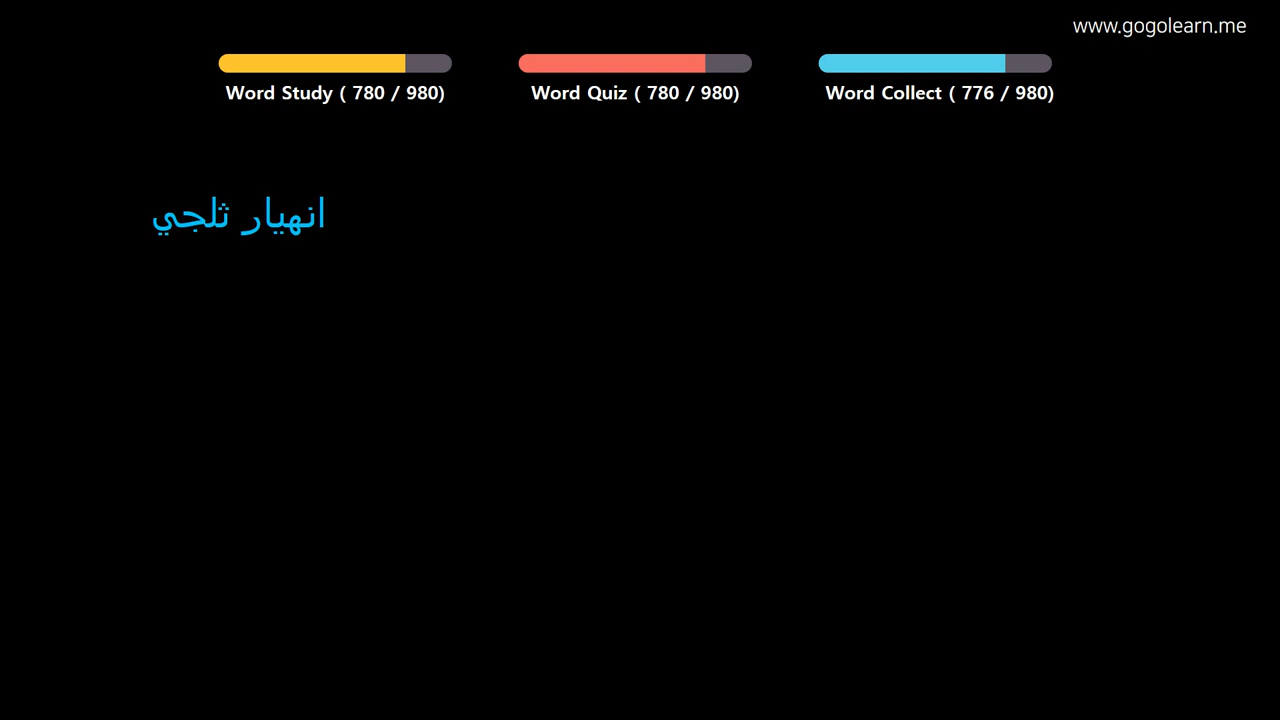 www.gogolearn.me
Word Study ( 780 / 980)
Word Quiz ( 780 / 980)
Word Collect ( 776 / 980)
انهيار ثلجي